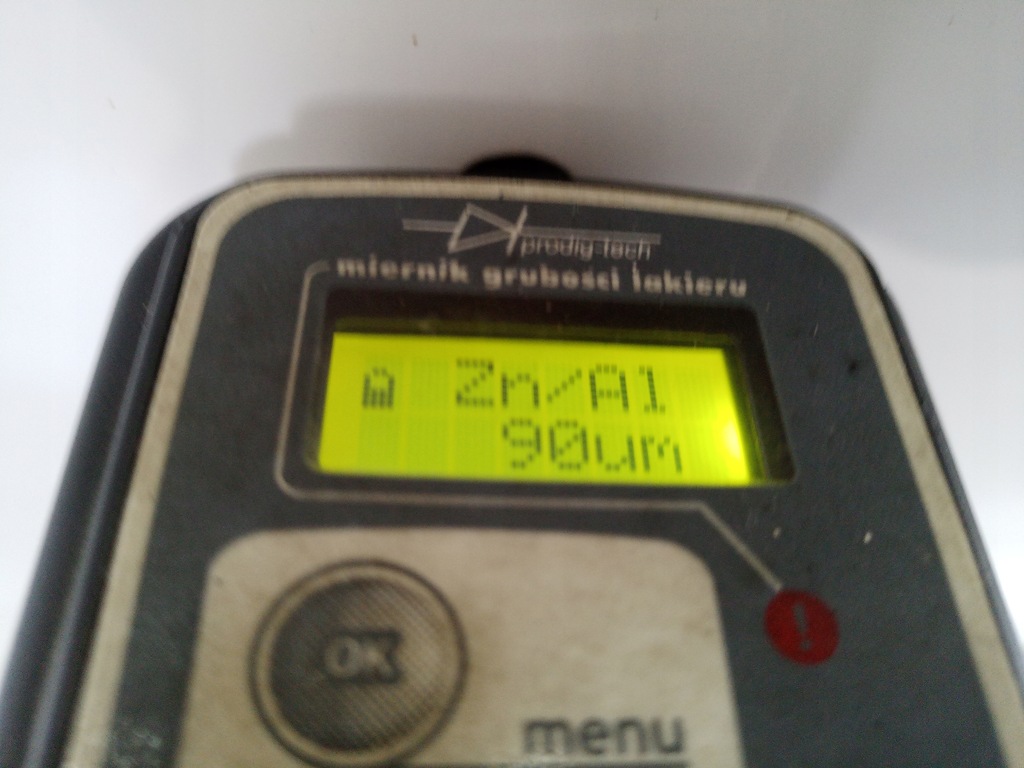 prodig-tech
miernik grubości lakieru
Zn/Al
90um
!
OK
menu